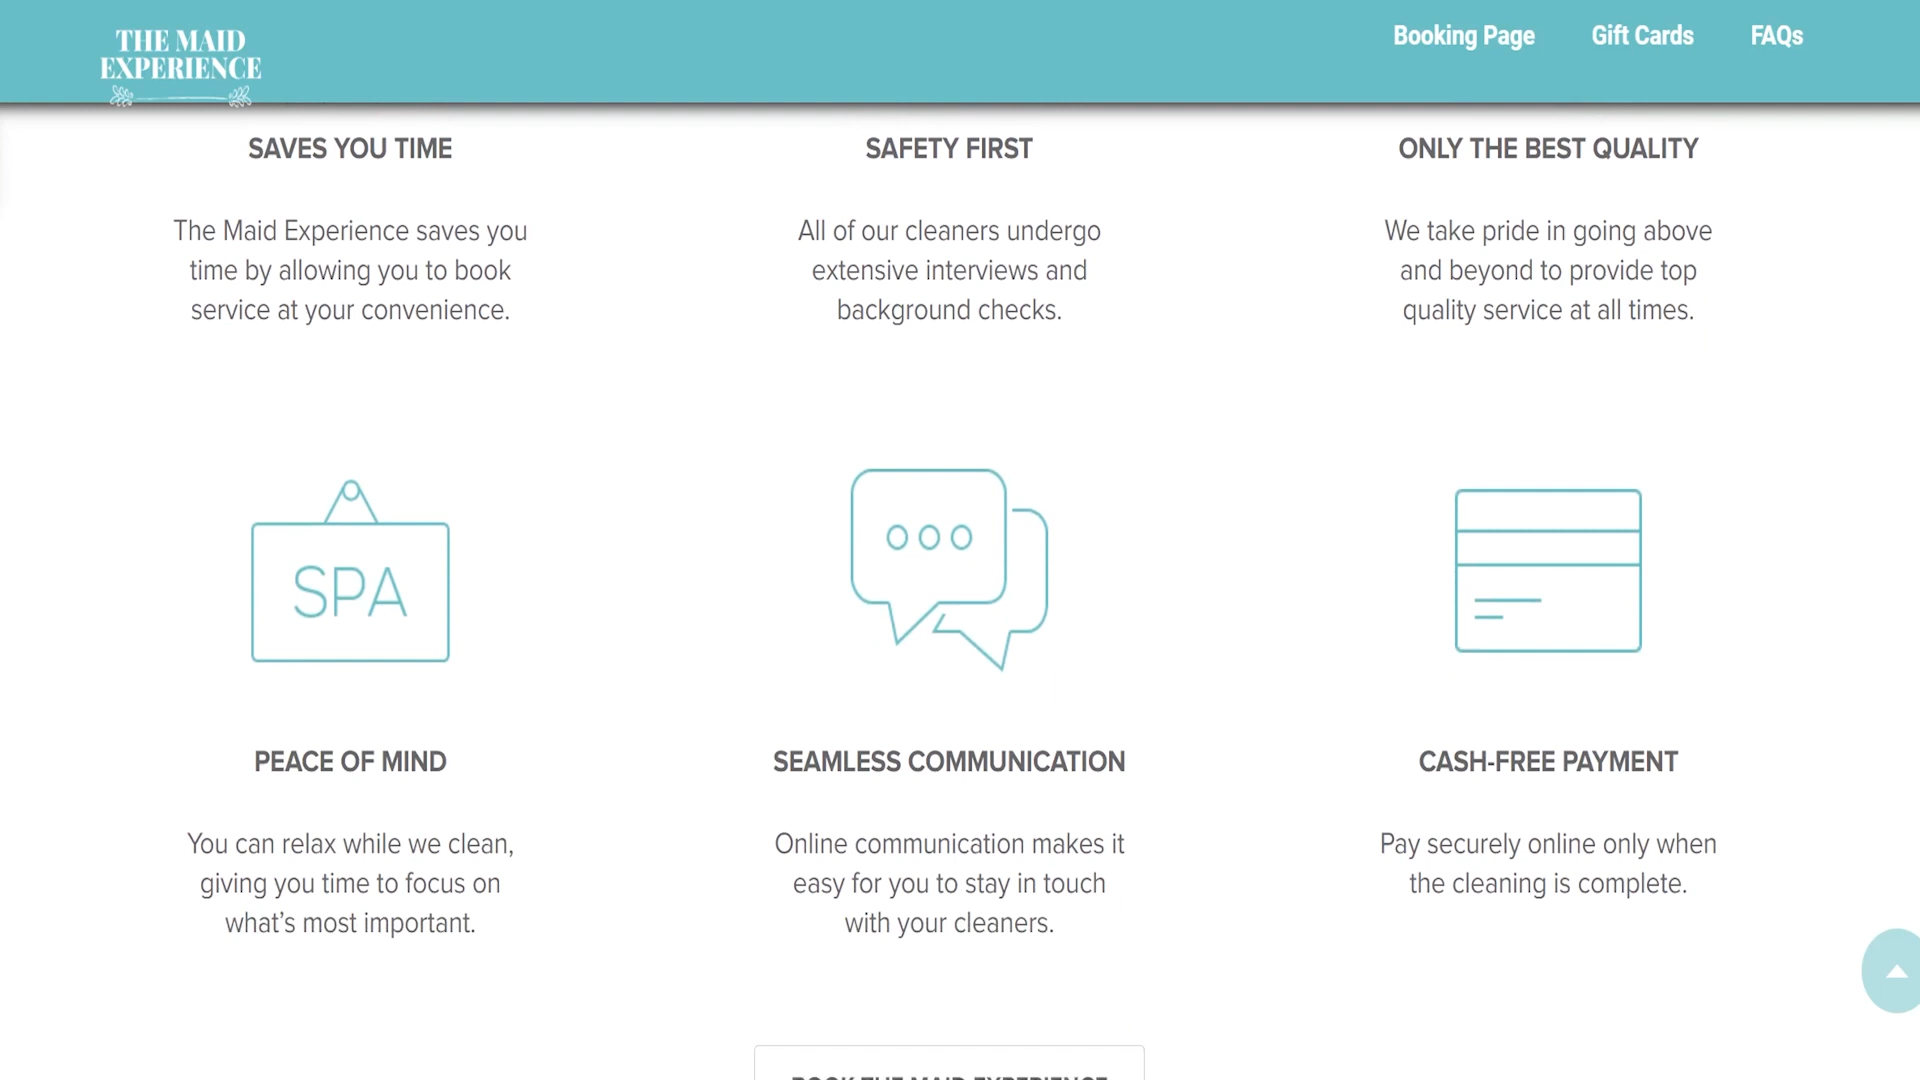 THE MAID
EXPERIENCE
Booking Page
Gift Cards
FAQs
SAVES YOU TIME
The Maid Experience saves you
time by allowing you to book
service at your convenience.
SAFETY FIRST
All of our cleaners undergo
extensive interviews and
background checks.
ONLY THE BEST QUALITY
We take pride in going above
and beyond to provide top
quality service at all times.
SPA
PEACE OF MIND
You can relax while we clean,
giving you time to focus on
what’s most important.
SEAMLESS COMMUNICATION
Online communication makes it
easy for you to stay in touch
with your cleaners.
CASH-FREE PAYMENT
Pay securely online only when
the cleaning is complete.
BOOK THE MAID EXPERIENCE